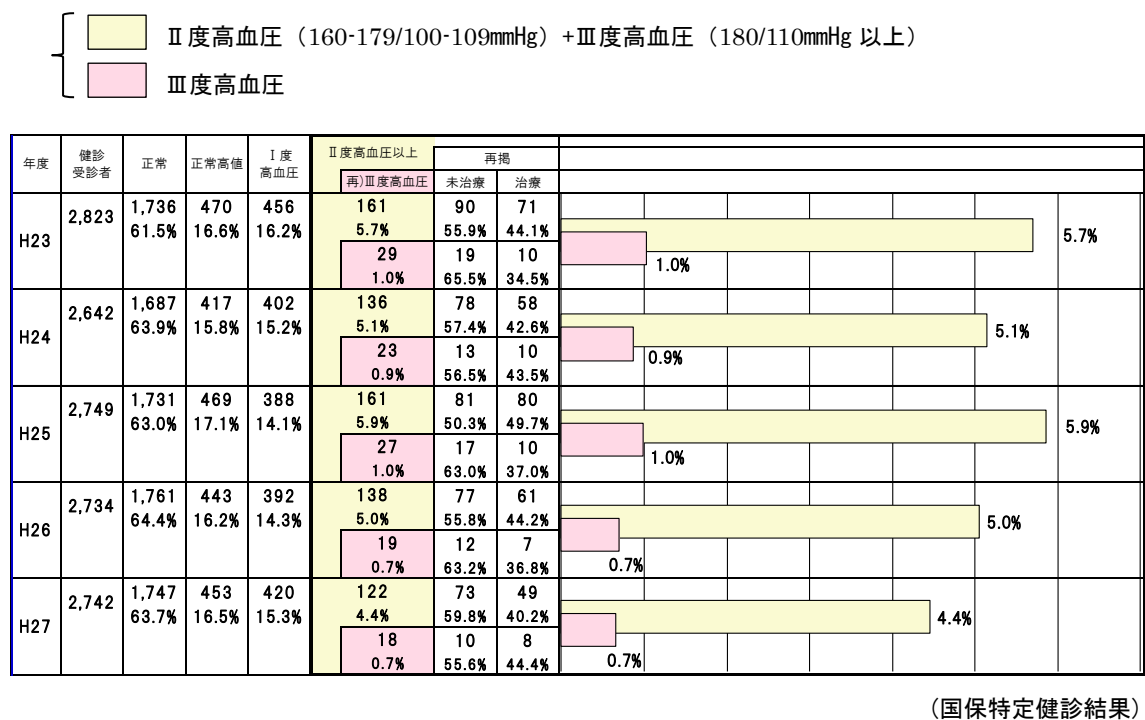 Ⅱ度高血圧（160-179/100-109mmHg）+Ⅲ度高血圧（180/110mmHg 以上）
Ⅲ度高血圧
年度 健診受診者 正常 正常高値 Ⅰ度高血圧 Ⅱ度高血圧以上 再掲
再)Ⅲ度高血圧 未治療 治療
H23 2,823 1,736 470 456 161 90 71
61.5% 16.6% 16.2% 5.7% 55.9% 44.1% 5.7%
29 19 10
1.0% 65.5% 34.5% 1.0%
H24 2,642 1,687 417 402 136 78 58
63.9% 15.8% 15.2% 5.1% 57.4% 42.6% 5.1%
23 13 10
0.9% 56.5% 43.5% 0.9%
H25 2,749 1,731 469 388 161 81 80
63.0% 17.1% 14.1% 5.9% 50.3% 49.7% 5.9%
27 17 10
1.0% 63.0% 37.0% 1.0%
H26 2,734 1,761 443 392 138 77 61
64.4% 16.2% 14.3% 5.0% 55.8% 44.2% 5.0%
19 12 7
0.7% 63.2% 36.8% 0.7%
H27 2,742 1,747 453 420 122 73 49
63.7% 16.5% 15.3% 4.4% 59.8% 40.2% 4.4%
18 10 8
0.7% 55.6% 44.4% 0.7%
（国保特定健診結果）